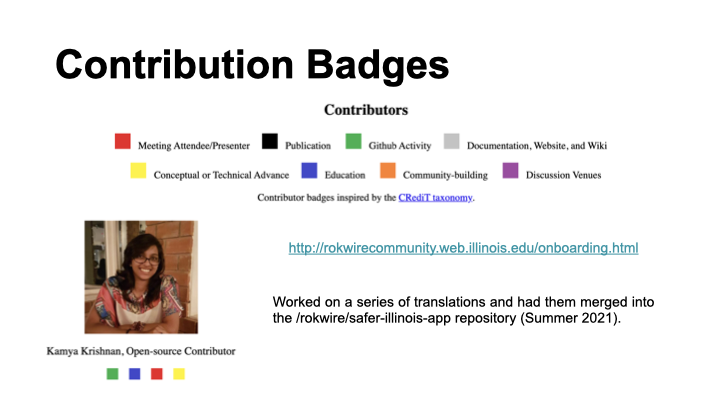 Contribution Badges
Contributors
Meeting Attendee/Presenter Publication Github Activity Documentation, Website, and Wiki
Conceptual or Technical Advance Education Community-building Discussion Venues
Contributor badges inspired by the CRediT taxonomy.
http://rokwirecommunity.web.illinois.edu/onboarding.html
Worked on a series of translations and had them merged into
the /rokwire/safer-illinois-app repository (Summer 2021).
Kamya Krishnan, Open-source Contributor